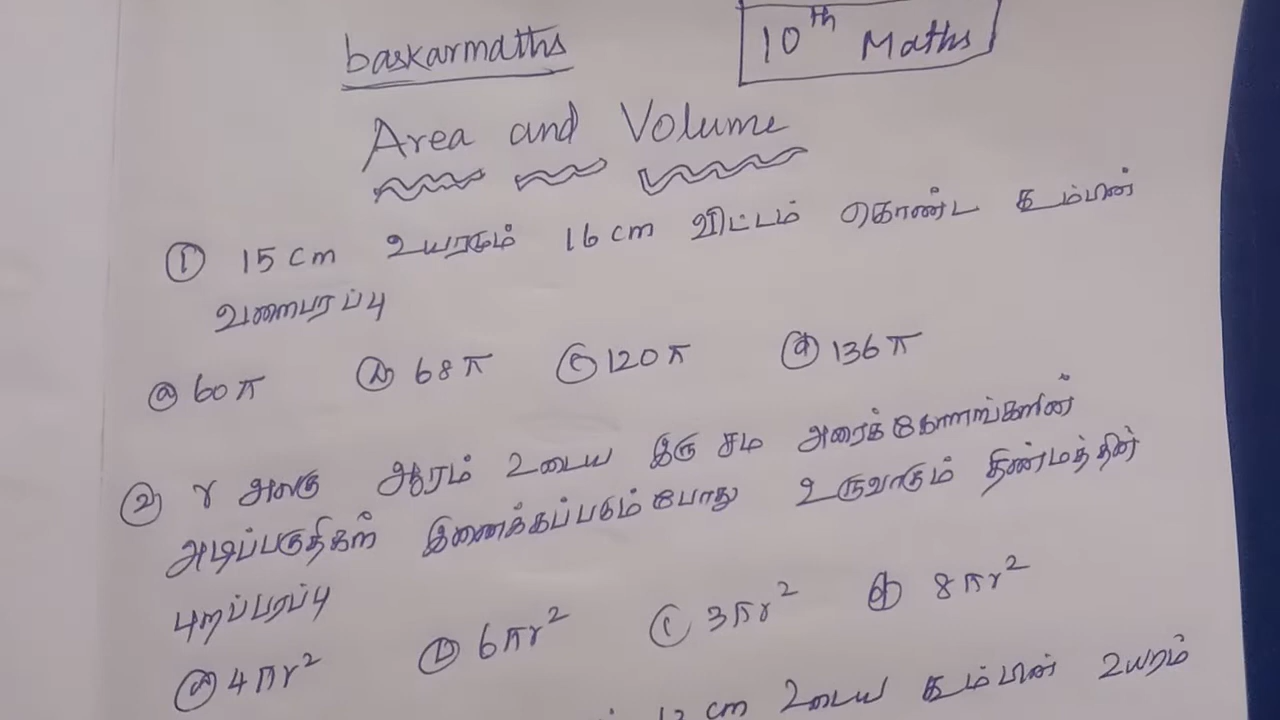 baskarmaths
10th Maths
Area and Volume
① 15 cm உயரமும் 16 cm விட்டம் கொண்ட கூம்பின்
வளைபரப்பு
ⓐ 60π ⓑ 68π ⓒ 120π ⓓ 136π
② r அலகு ஆரம் உடைய இரு சம அரைக்கோளங்களின்
அடிப்பகுதிகள் இணைக்கப்படும்போது உருவாகும் திண்மத்தின்
புறப்பரப்பு
ⓐ 4πr² ⓑ 6πr² ⓒ 3πr² ⓓ 8πr²
cm உடைய கூம்பின் உயரம்